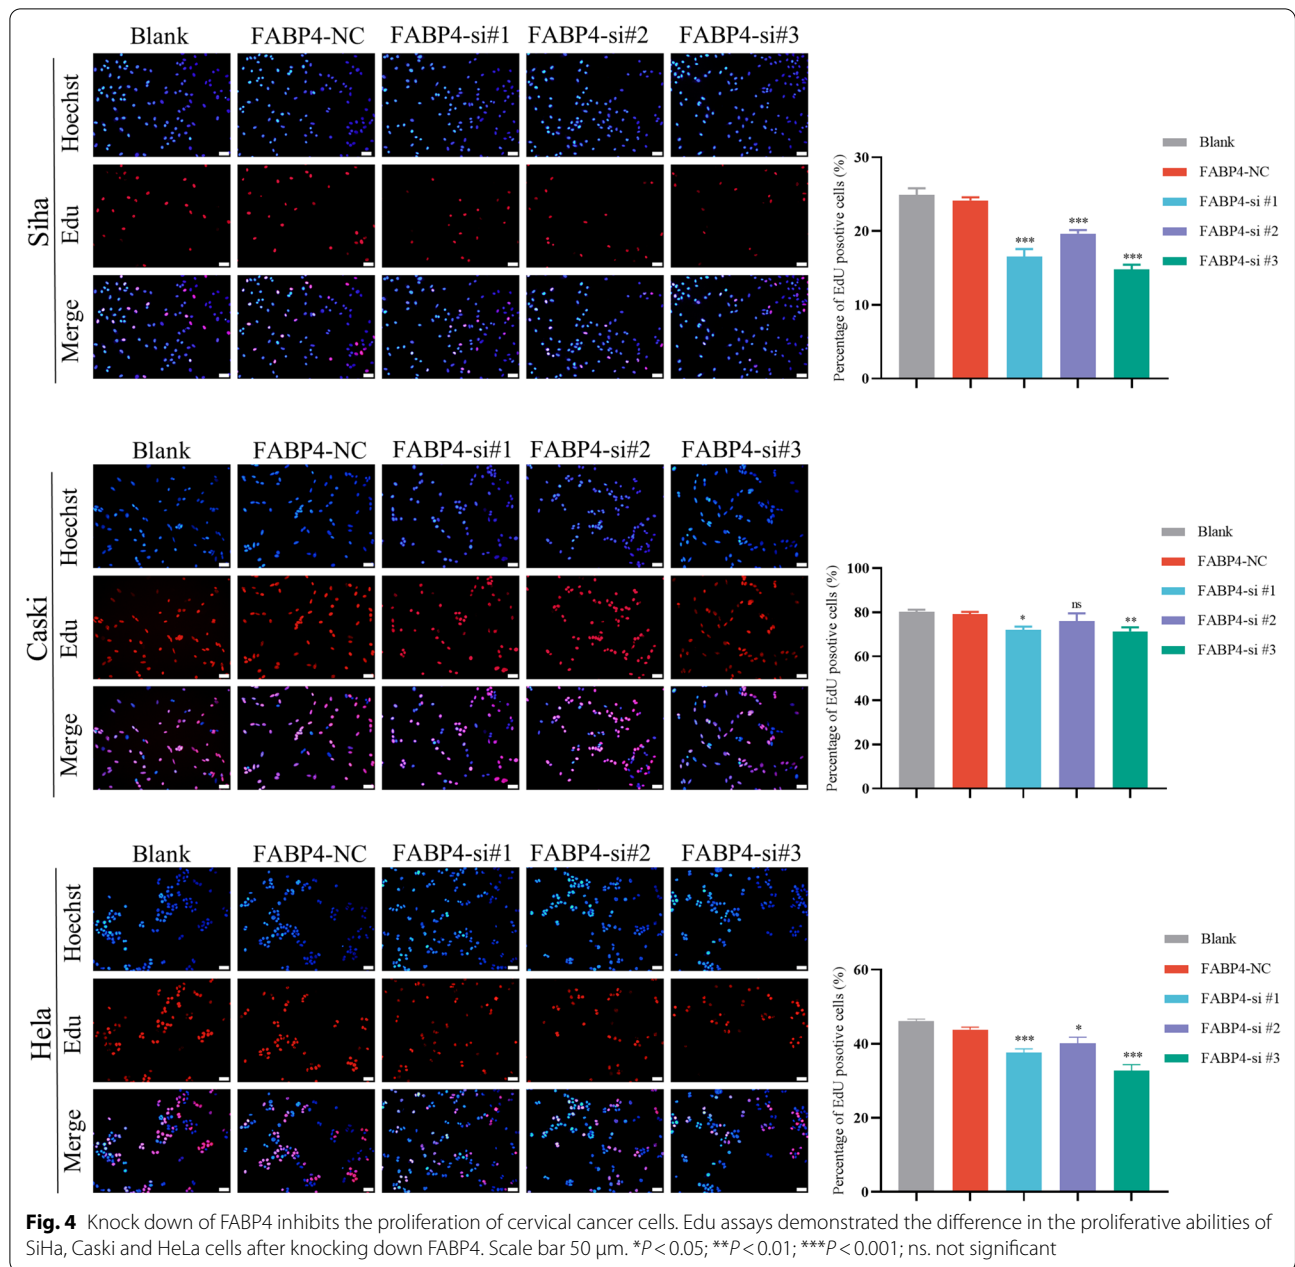 Blank FABP4-NC FABP4-si#1 FABP4-si#2 FABP4-si#3
Siha
Hoechst
Edu
Merge
Percentage of EdU posotive cells (%)
30
20
10
0
***
***
***
Blank
FABP4-NC
FABP4-si #1
FABP4-si #2
FABP4-si #3
Blank FABP4-NC FABP4-si#1 FABP4-si#2 FABP4-si#3
Caski
Hoechst
Edu
Merge
Percentage of EdU posotive cells (%)
100
80
60
40
20
0
*
ns
**
Blank
FABP4-NC
FABP4-si #1
FABP4-si #2
FABP4-si #3
Blank FABP4-NC FABP4-si#1 FABP4-si#2 FABP4-si#3
Hela
Hoechst
Edu
Merge
Percentage of EdU posotive cells (%)
60
40
20
0
***
*
***
Blank
FABP4-NC
FABP4-si #1
FABP4-si #2
FABP4-si #3
Fig. 4 Knock down of FABP4 inhibits the proliferation of cervical cancer cells. Edu assays demonstrated the difference in the proliferative abilities of
SiHa, Caski and HeLa cells after knocking down FABP4. Scale bar 50 μm. *P < 0.05; **P < 0.01; ***P < 0.001; ns. not significant